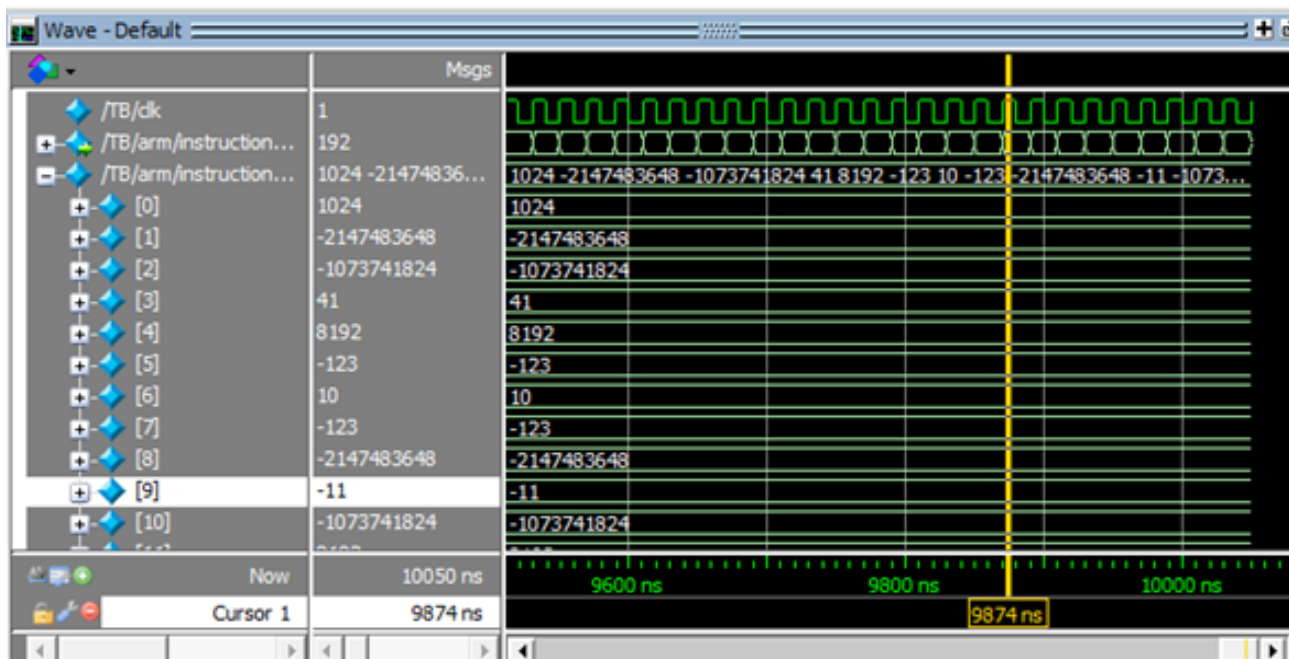 Wave - Default
Msgs
/TB/clk 1
/TB/arm/instruction... 192
/TB/arm/instruction... 1024 -21474836... 1024 -2147483648 -1073741824 41 8192 -123 10 -123 -2147483648 -11 -1073...
[0] 1024 1024
[1] -2147483648 -2147483648
[2] -1073741824 -1073741824
[3] 41 41
[4] 8192 8192
[5] -123 -123
[6] 10 10
[7] -123 -123
[8] -2147483648 -2147483648
[9] -11 -11
[10] -1073741824 -1073741824
Now 10050 ns 9600 ns 9800 ns 10000 ns
Cursor 1 9874 ns 9874 ns